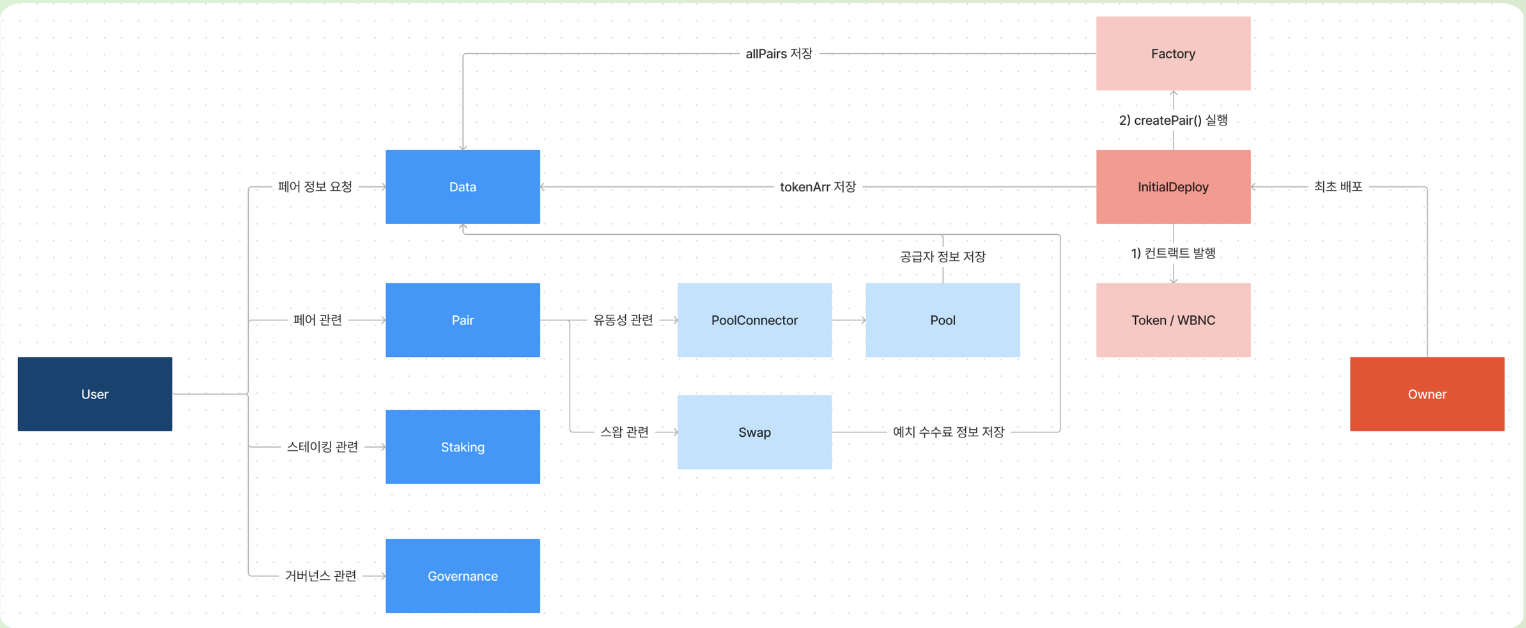 Factory
allPairs 저장
2) createPair() 실행
페어 정보 요청
Data
tokenArr 저장
InitialDeploy
최초 배포
공급자 정보 저장
1) 컨트랙트 발행
페어 관련
Pair
유동성 관련
PoolConnector
Pool
Token / WBNC
User
Owner
스테이킹 관련
Staking
스왑 관련
Swap
예치 수수료 정보 저장
거버넌스 관련
Governance